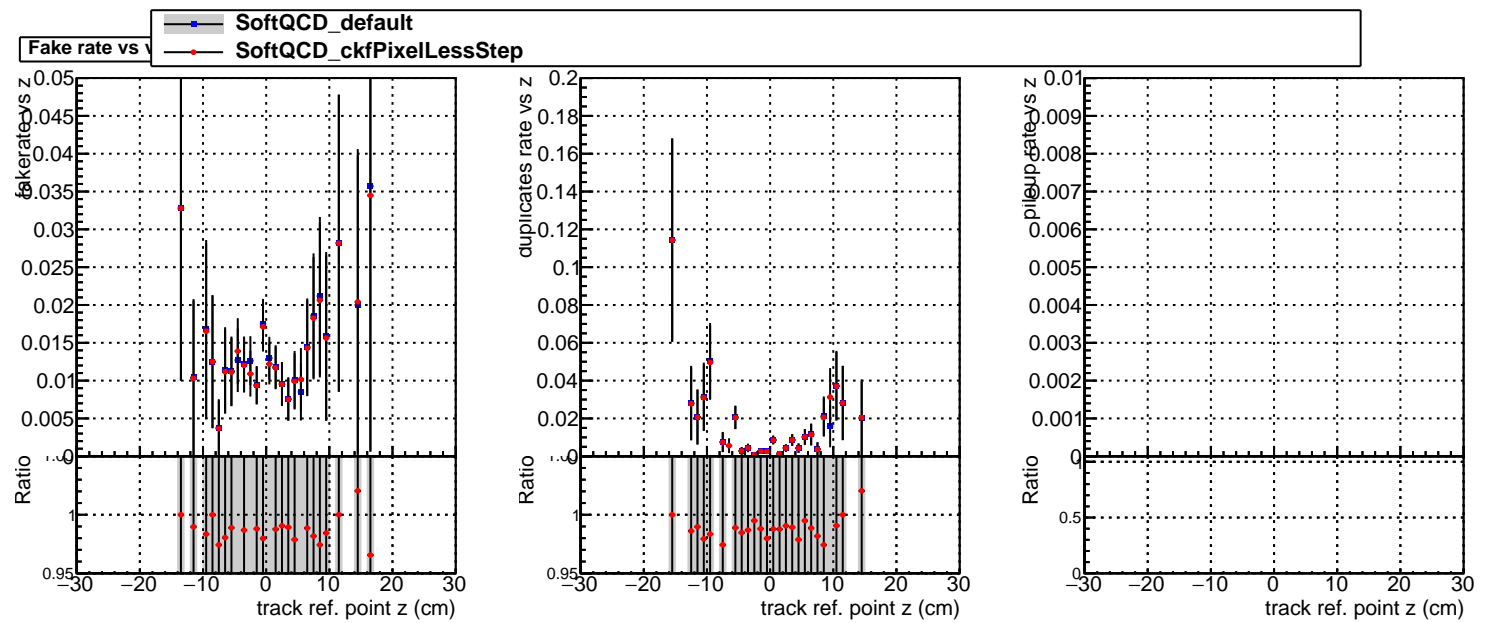 SoftQCD_default
SoftQCD_ckfPixelLessStep
Fake rate vs v
fakerate vs z
0.05
0.045
0.04
0.035
0.03
0.025
0.02
0.015
0.01
0.005
0
Ratio
1
0.95
−30 −20 −10 0 10 20 30
track ref. point z (cm)
duplicates rate vs z
0.2
0.18
0.16
0.14
0.12
0.1
0.08
0.06
0.04
0.02
0
Ratio
1
0.95
−30 −20 −10 0 10 20 30
track ref. point z (cm)
pileup rate vs z
0.01
0.009
0.008
0.007
0.006
0.005
0.004
0.003
0.002
0.001
0
Ratio
1
0.5
0
−30 −20 −10 0 10 20 30
track ref. point z (cm)